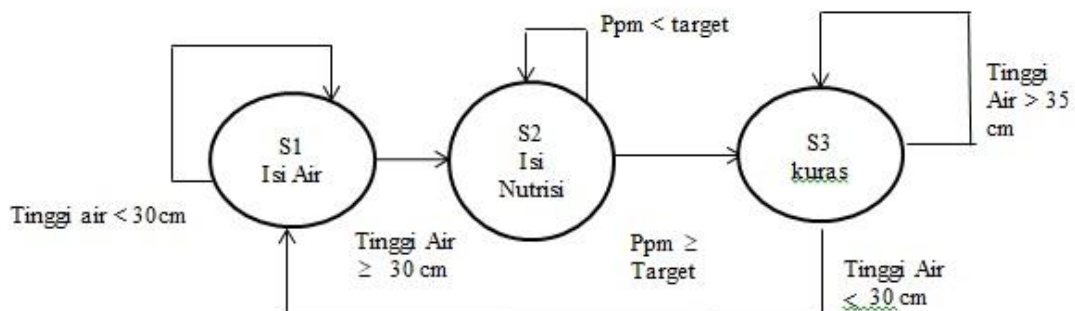 Ppm < target
S1
Isi Air
S2
Isi
Nutrisi
S3
kuras
Tinggi
Air > 35
cm
Tinggi air < 30cm
Tinggi Air
≥ 30 cm
Ppm ≥
Target
Tinggi Air
< 30 cm